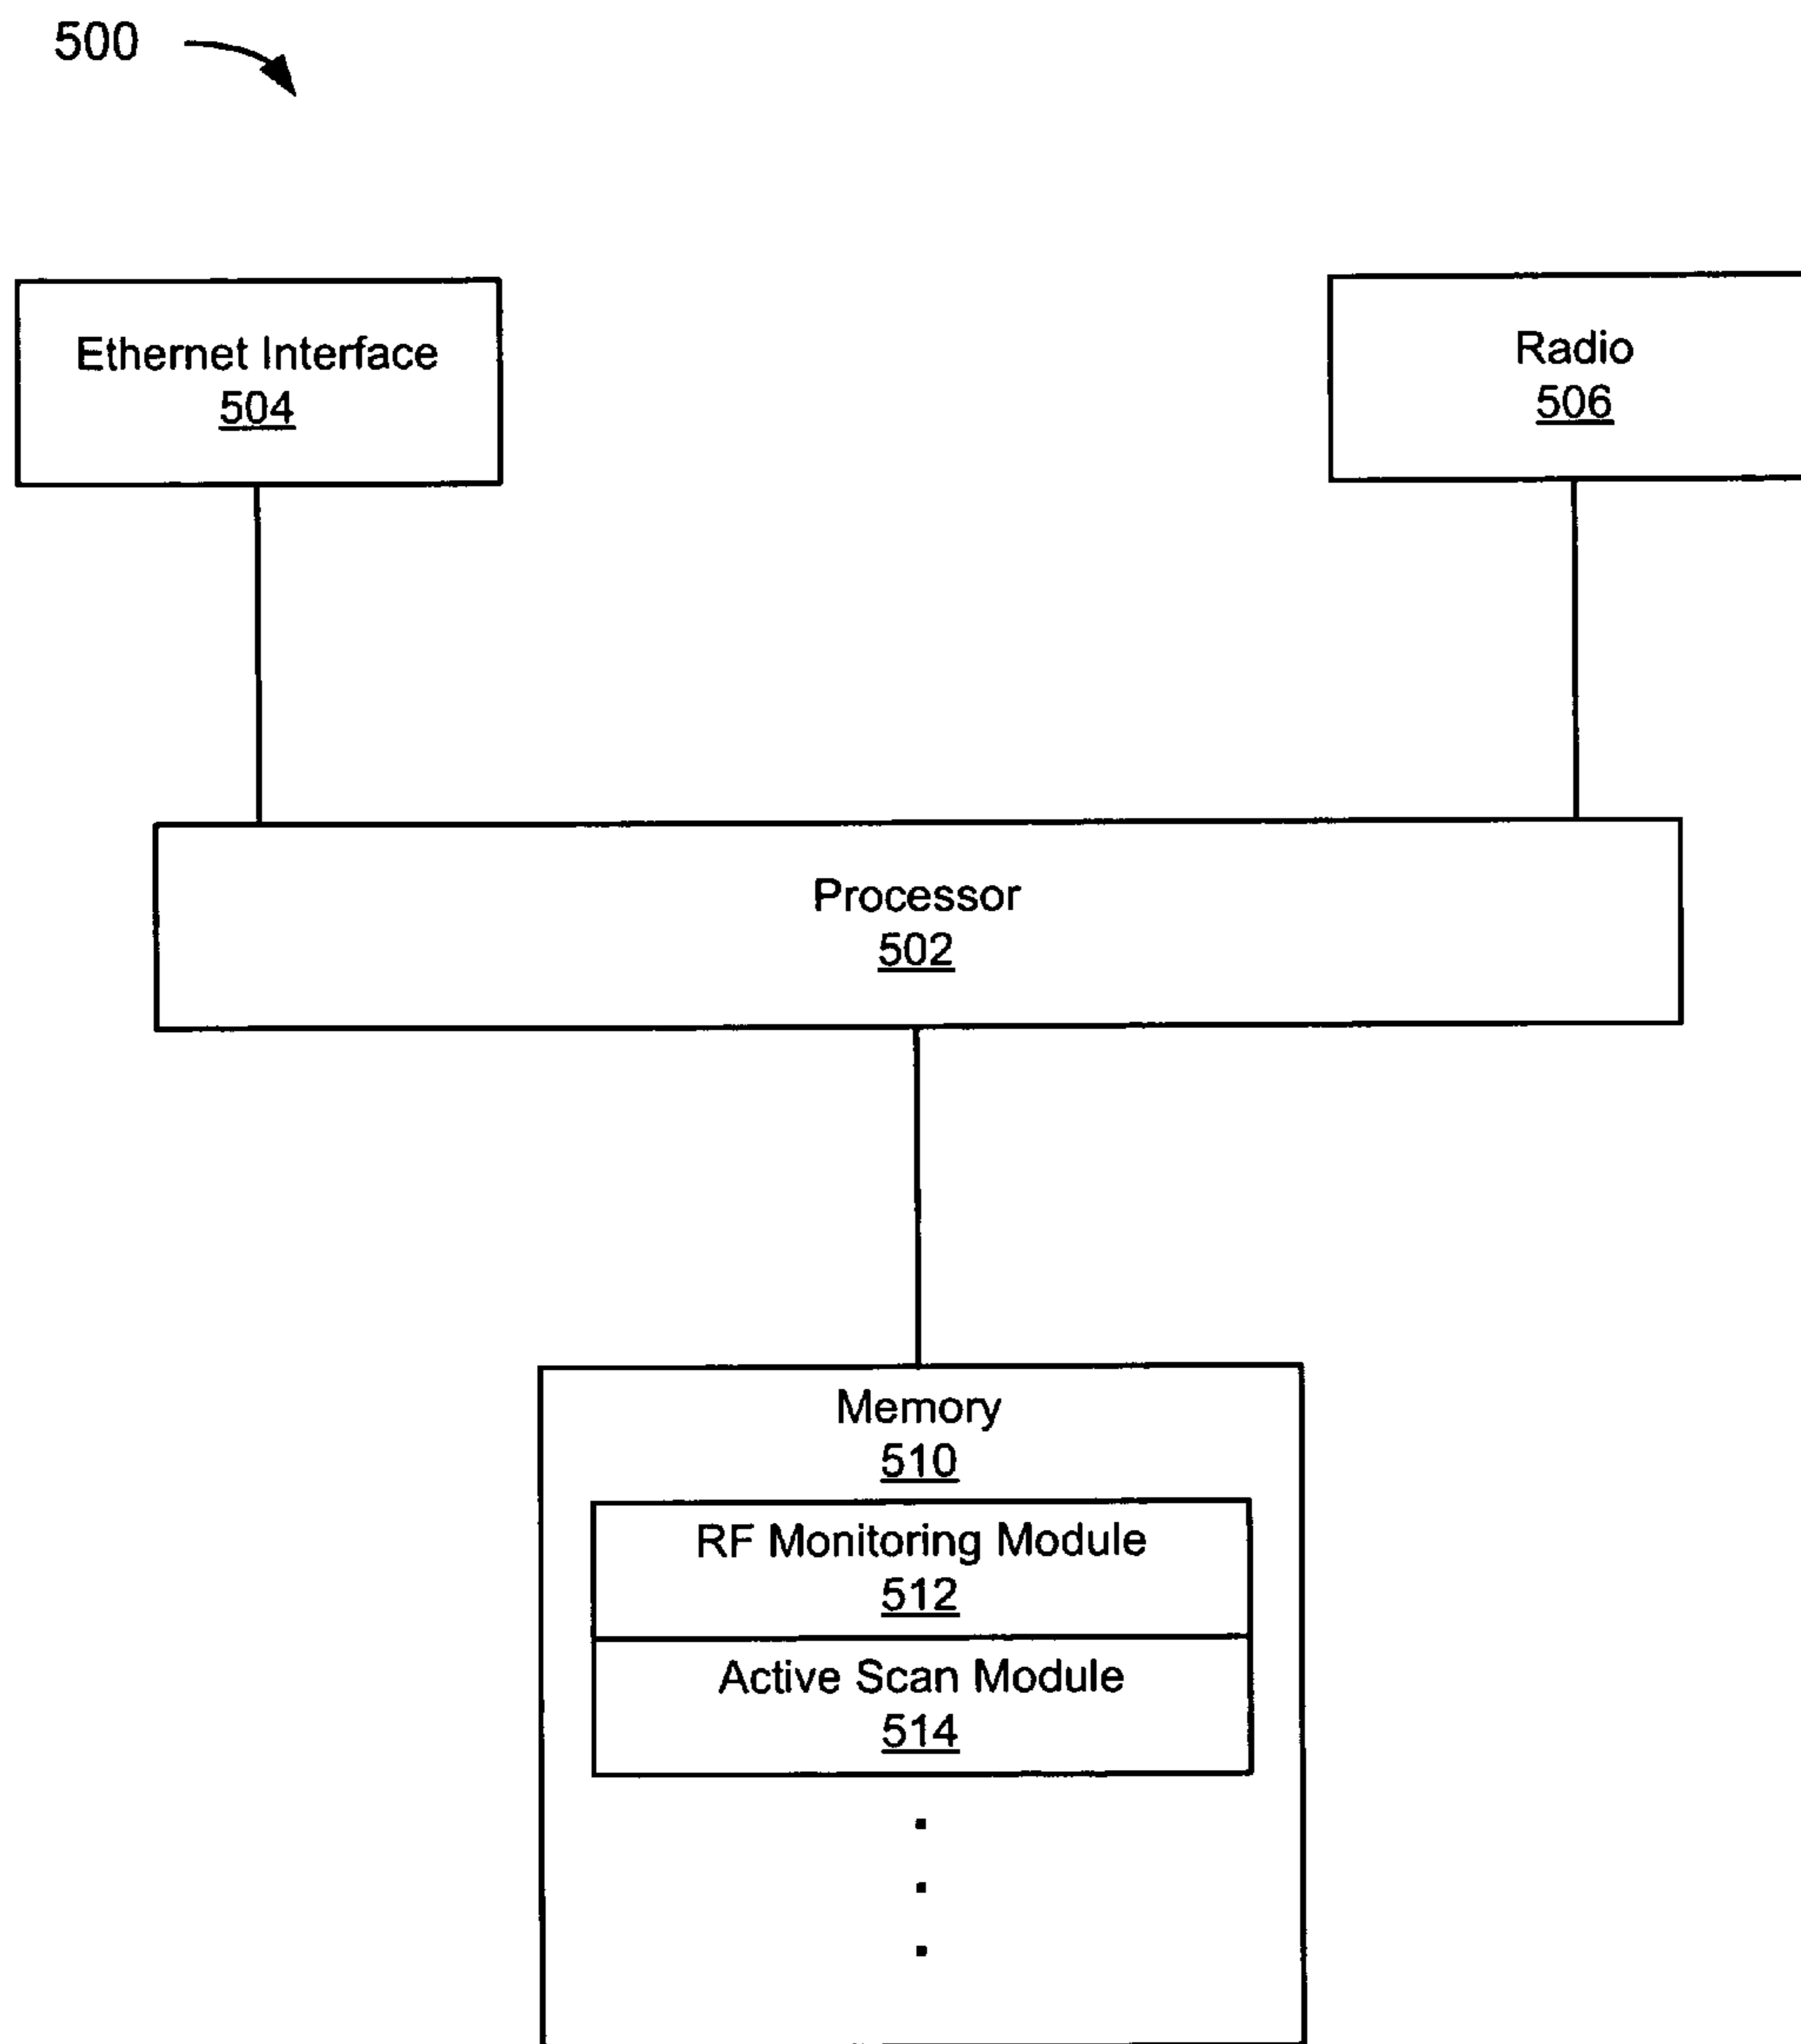 500
Ethernet Interface
504
Radio
506
Processor
502
Memory
510
RF Monitoring Module
512
Active Scan Module
514